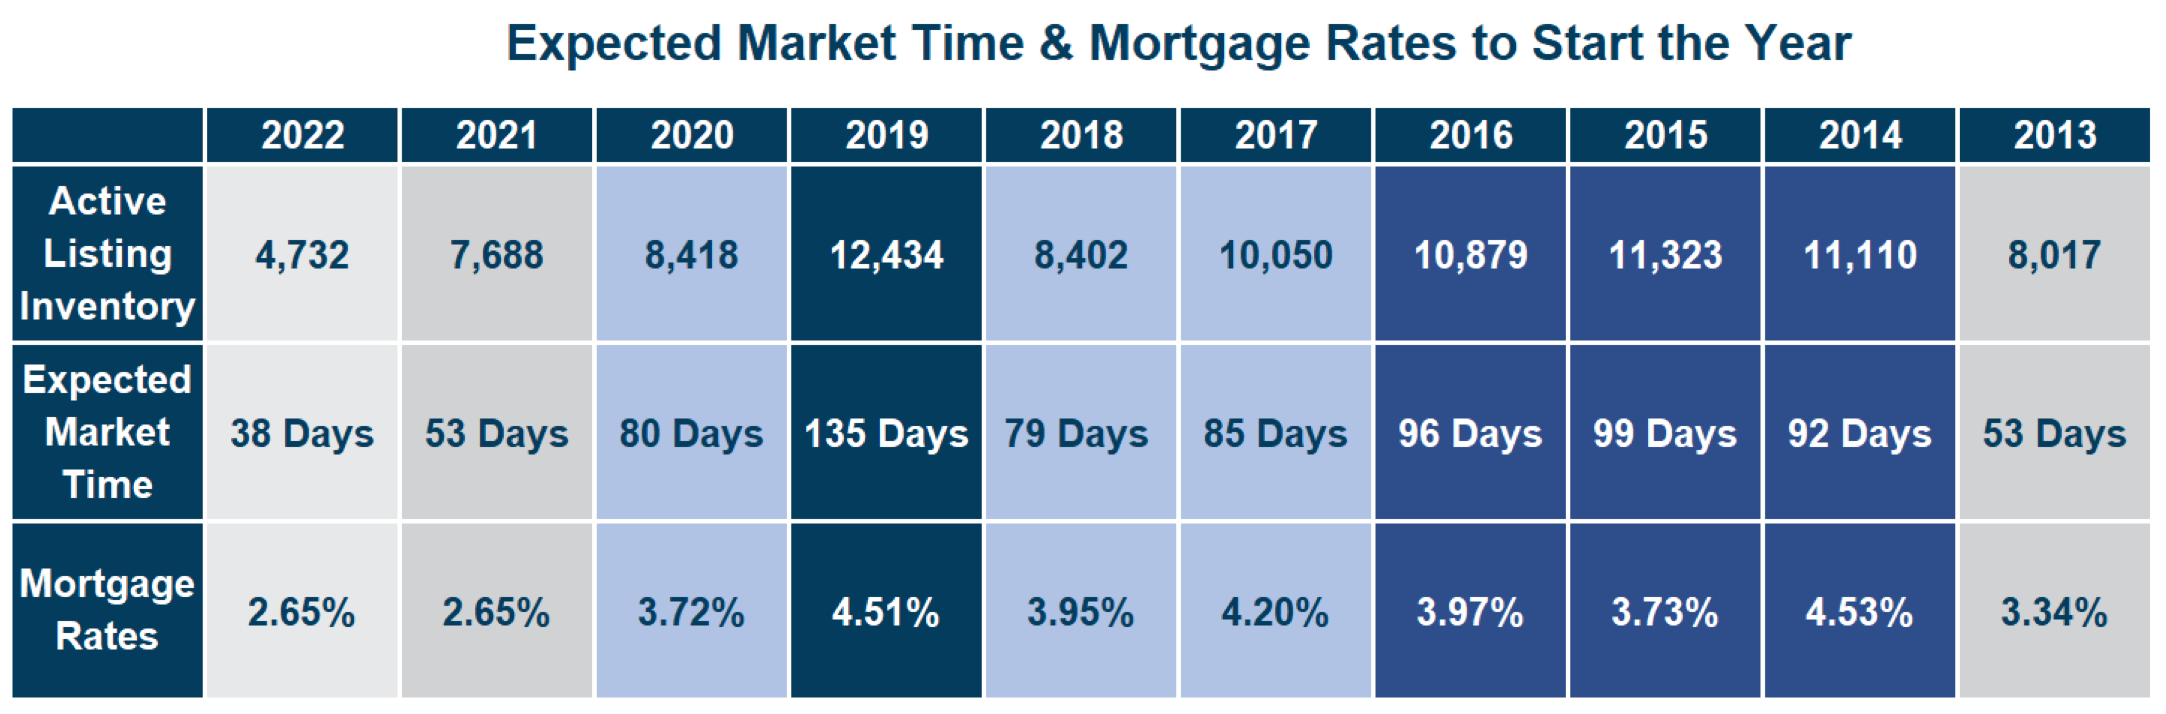 Expected Market Time & Mortgage Rates to Start the Year
2022 2021 2020 2019 2018 2017 2016 2015 2014 2013
Active
Listing
Inventory
4,732 7,688 8,418 12,434 8,402 10,050 10,879 11,323 11,110 8,017
Expected
Market
Time
38 Days 53 Days 80 Days 135 Days 79 Days 85 Days 96 Days 99 Days 92 Days 53 Days
Mortgage
Rates
2.65% 2.65% 3.72% 4.51% 3.95% 4.20% 3.97% 3.73% 4.53% 3.34%